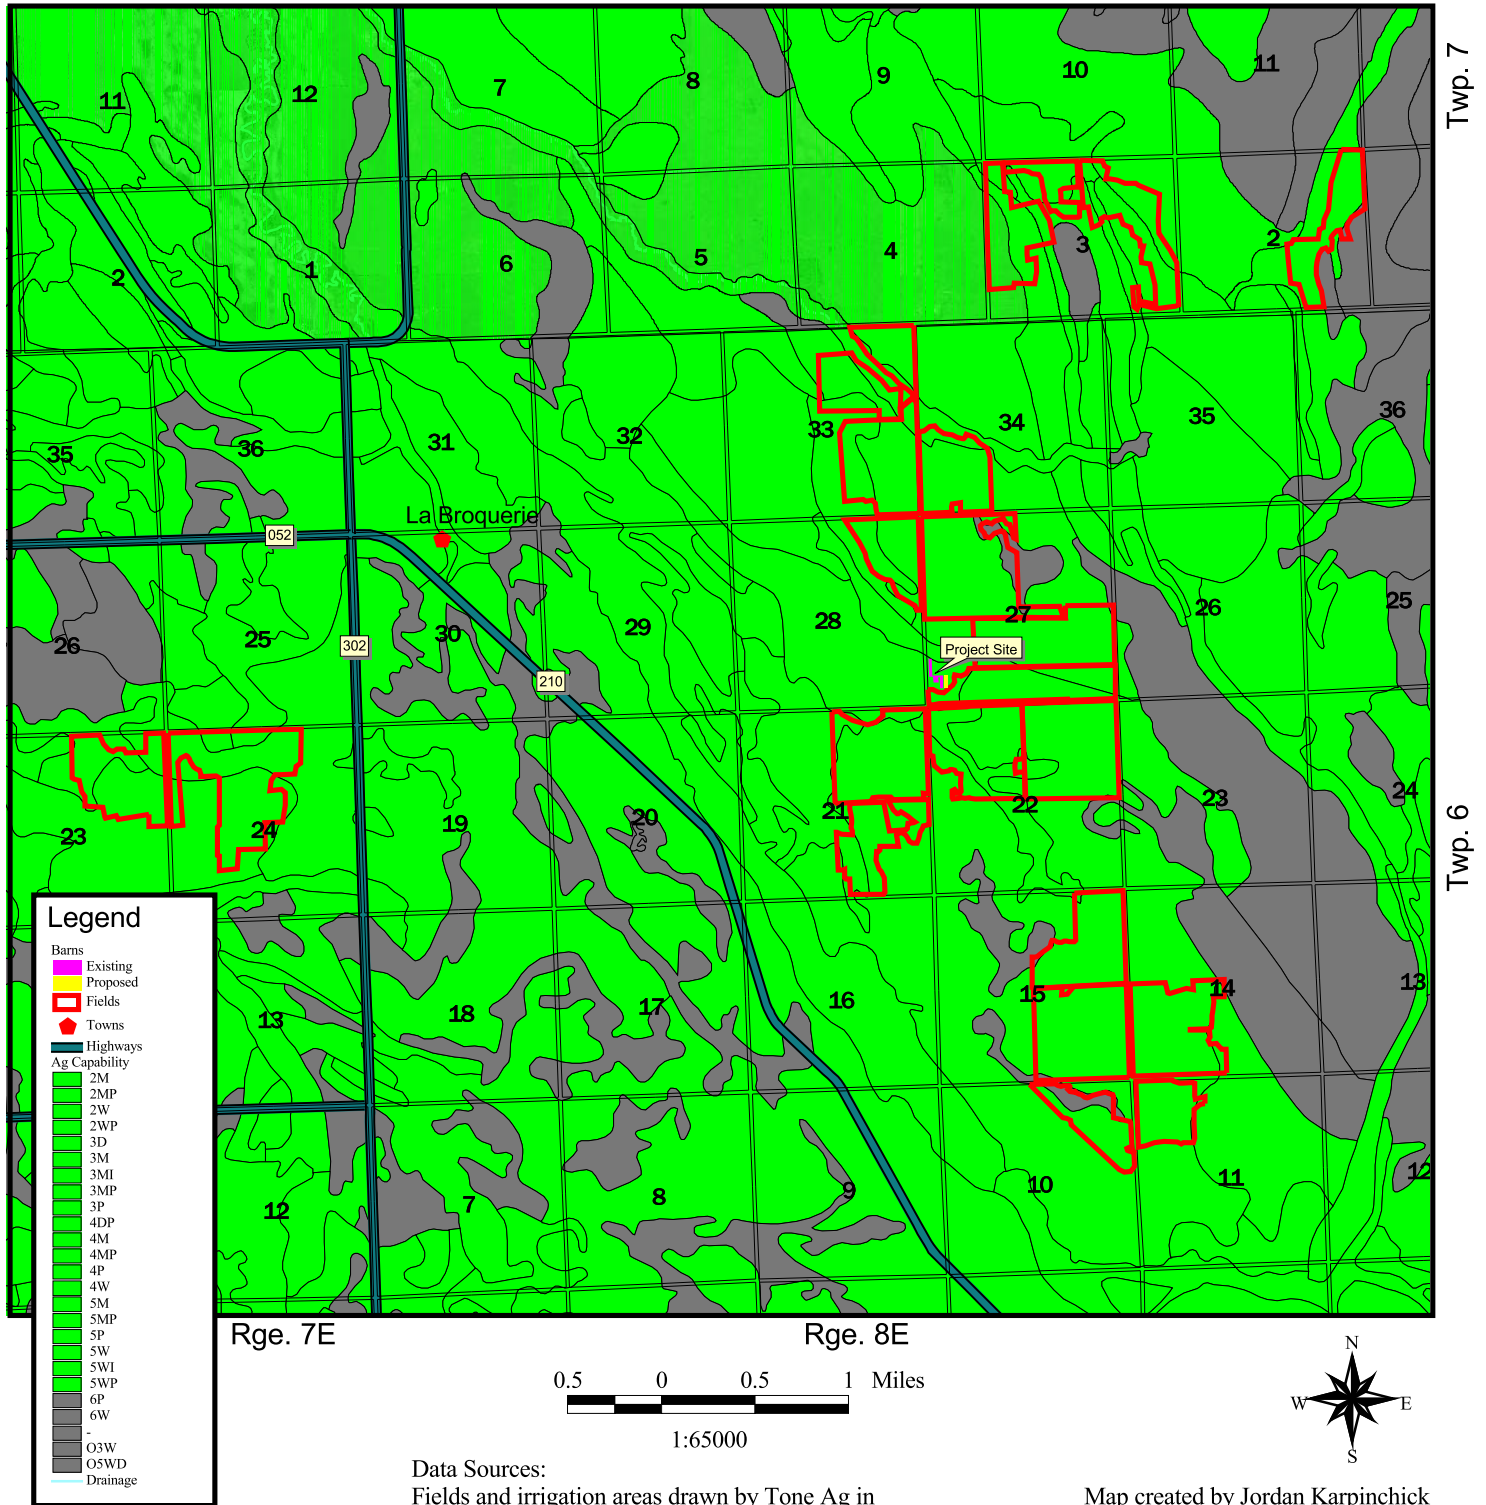 11
12
7
8
9
10
11
Twp. 7
2
1
6
5
4
3
2
35
36
31
32
33
34
35
36
La Broquerie
052
26
25
302
30
29
28
27
26
25
Project Site
210
23
24
19
20
21
22
23
24
Twp. 6
13
18
17
16
15
14
13
12
7
8
9
10
11
12
Legend
Barns
Existing
Proposed
Fields
Towns
Highways
Ag Capability
2M
2MP
2W
2WP
3D
3M
3MI
3MP
3P
4DP
4M
4MP
4P
4W
5M
5MP
5P
5W
5WI
5WP
6P
6W
-
O3W
O5WD
Drainage
Rge. 7E
Rge. 8E
0.5 0 0.5 1 Miles
1:65000
N
W E
S
Data Sources:
Fields and irrigation areas drawn by Tone Ag in
Map created by Jordan Karpinchick